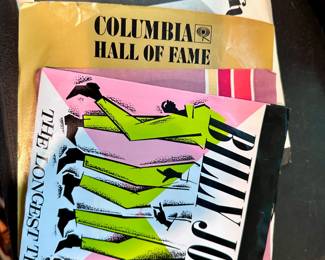 COLUMBIA
HALL OF FAME
BILLY JO
THE LONGEST T